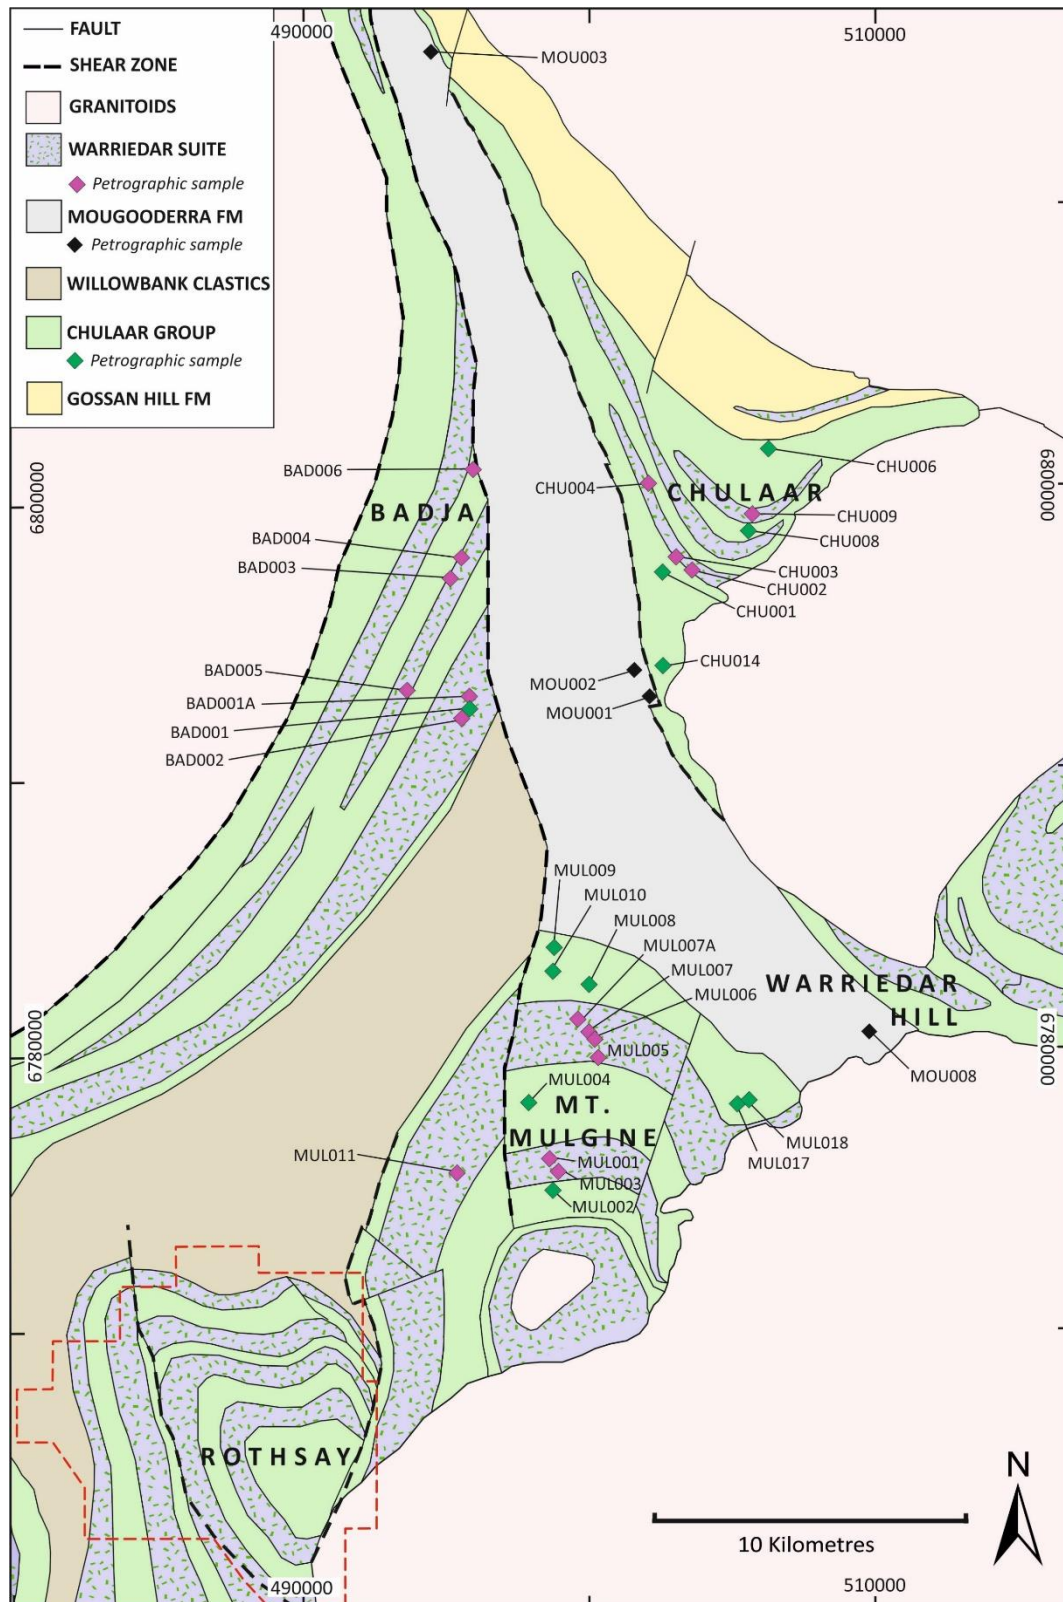 FAULT
SHEAR ZONE
GRANITOIDS
WARRIEDAR SUITE
Petrographic sample
MOUGOODERRA FM
Petrographic sample
WILLOWBANK CLASTICS
CHULAAR GROUP
Petrographic sample
GOSSAN HILL FM
490000
510000
MOU003
6800000
6800000
BAD006
BADJA
BAD004
BAD003
BAD005
BAD001A
BAD001
BAD002
CHU006
CHU004
CHULAAR
CHU009
CHU008
CHU003
CHU002
CHU001
CHU014
MOU002
MOU001
MUL009
MUL010
MUL008
MUL007A
MUL007
MUL006
WARRIEDAR
HILL
6780000
6780000
MUL005
MOU008
MUL004
MT.
MULGINE
MUL018
MUL017
MUL011
MUL001
MUL003
MUL002
ROTHSAY
N
10 Kilometres
490000
510000